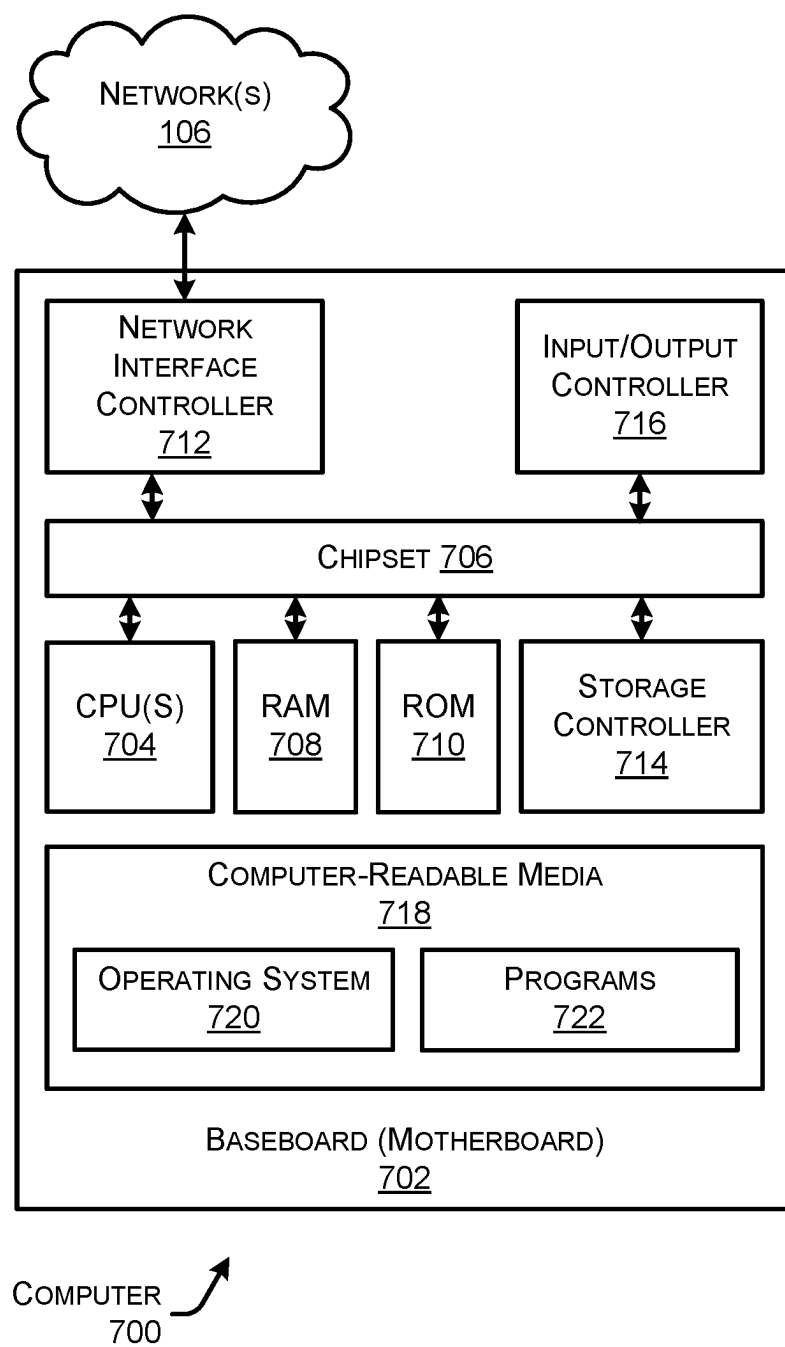 NETWORK(S)
106
NETWORK
INTERFACE
CONTROLLER
712
INPUT/OUTPUT
CONTROLLER
716
CHIPSET 706
CPU(S)
704
RAM
708
ROM
710
STORAGE
CONTROLLER
714
COMPUTER-READABLE MEDIA
718
OPERATING SYSTEM
720
PROGRAMS
722
BASEBOARD (MOTHERBOARD)
702
COMPUTER
700